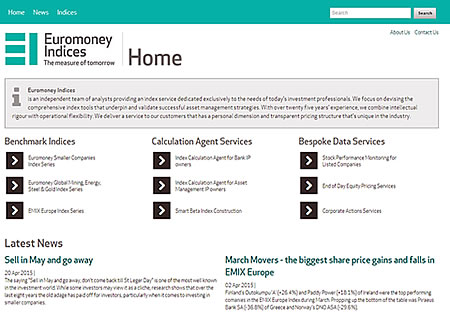 Home News Indices
Search
Search
About Us Contact Us
Euromoney
Indices
The measure of tomorrow
Home
Euromoney Indices
is an independent team of analysts providing an index service dedicated exclusively to the needs of today's investment professionals. We focus on devising the
comprehensive index tools that underpin and validate successful asset management strategies. With over twenty five years' experience, we combine intellectual
rigour with operational flexibility. We deliver a service to our customers that has a personal dimension and transparent pricing structure that's unique in the industry.
Benchmark Indices
Euromoney Smaller Companies
Index Series
Euromoney Global Mining, Energy,
Steel & Gold Index Series
EMIX Europe Index Series
Calculation Agent Services
Index Calculation Agent for Bank IP
owners
Index Calculation Agent for Asset
Management IP owners
Smart Beta Index Construction
Bespoke Data Services
Stock Performance Monitoring for
Listed Companies
End of Day Equity Pricing Services
Corporate Actions Services
Latest News
Sell in May and go away
20 Apr 2015 |
The saying "Sell in May and go away, don't come back till St Leger Day" is one of the most well known
in the investment world. While some investors may view it as a cliche, research shows that over the
last eight years the old adage has paid off for investors, particularly when it comes to investing in
smaller companies.
March Movers - the biggest share price gains and falls in
EMIX Europe
02 Apr 2015 |
Finland's Outokumpu 'A' (+26.4%) and Paddy Power (+18.1%) of Ireland were the top performing
companies in the EMIX Europe Index during March. Propping up the bottom of the table was Piraeus
Bank SA (-36.8%) of Greece and Norway's DNO ASA (-29.6%).